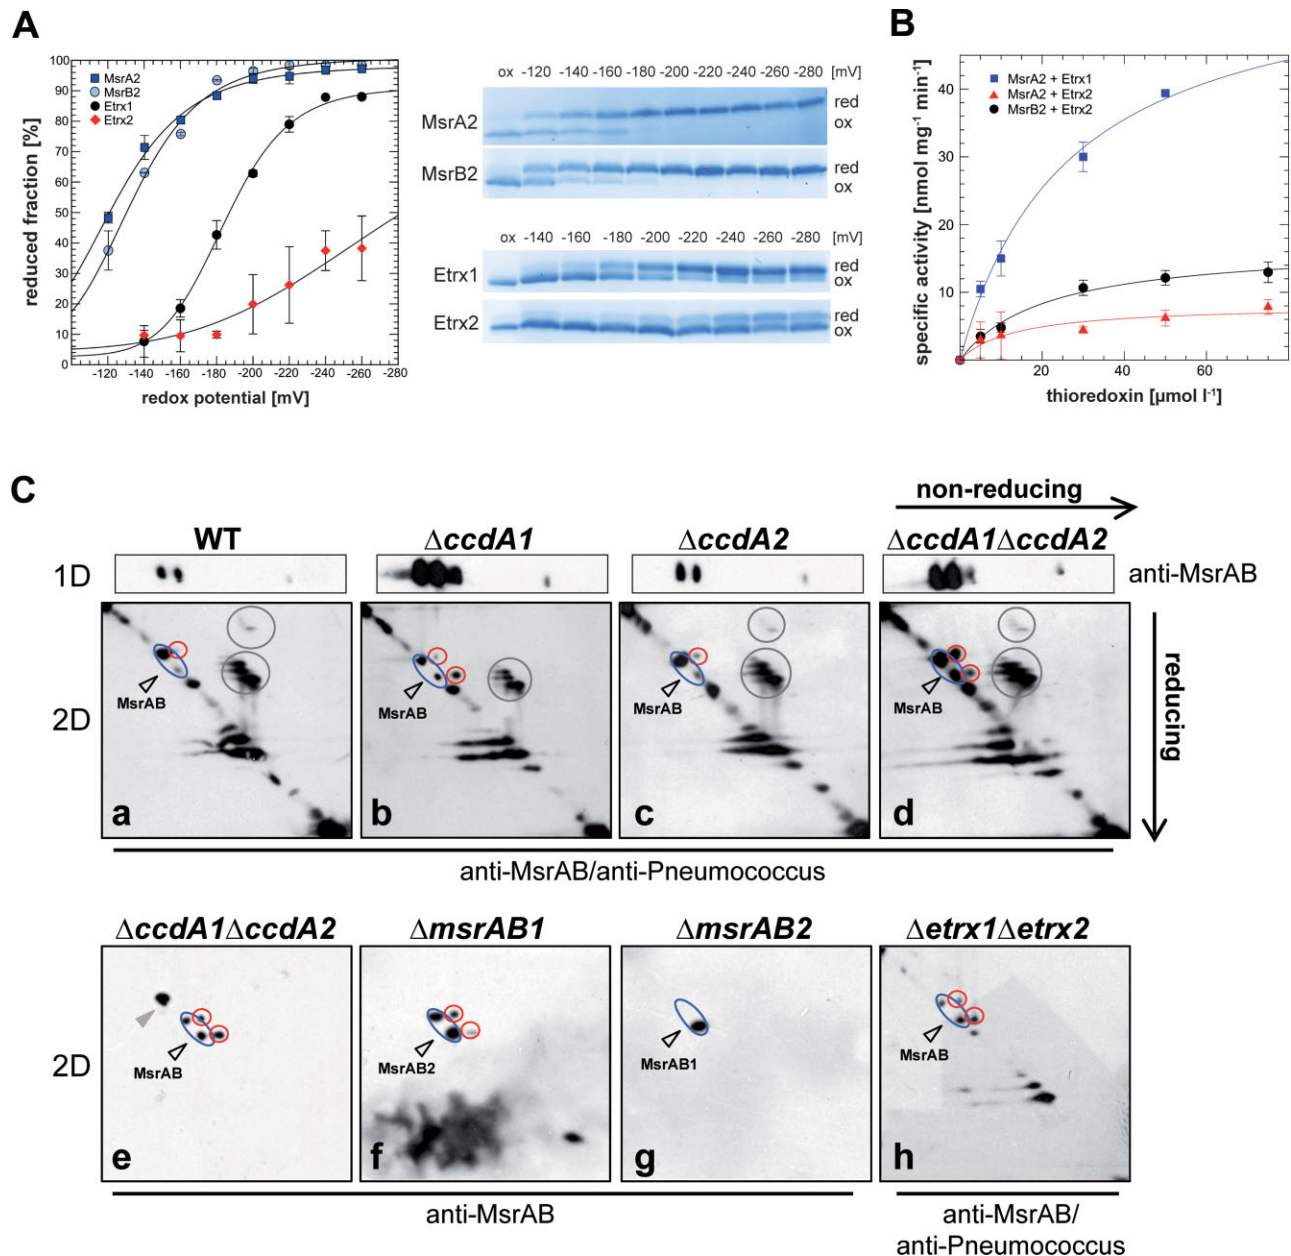 A
B
100
90
80
70
60
50
40
30
20
10
0
reduced fraction [%]
MsrA2
MsrB2
Etrx1
Etrx2
-120 -140 -160 -180 -200 -220 -240 -260 -280
redox potential [mV]
ox -120 -140 -160 -180 -200 -220 -240 -260 -280 [mV]
MsrA2 red
ox
MsrB2 red
ox
ox -140 -160 -180 -200 -220 -240 -260 -280 [mV]
Etrx1 red
ox
Etrx2 red
ox
specific activity [nmol mg-1 min-1]
40
30
20
10
0
MsrA2 + Etrx1
MsrA2 + Etrx2
MsrB2 + Etrx2
20 40 60
thioredoxin [µmol l-1]
C
non-reducing
WT ΔccdA1 ΔccdA2 ΔccdA1ΔccdA2
1D anti-MsrAB
2D
MsrAB MsrAB MsrAB MsrAB
reducing
a b c d
anti-MsrAB/anti-Pneumococcus
ΔccdA1ΔccdA2 ΔmsrAB1 ΔmsrAB2 Δetrx1Δetrx2
2D
MsrAB MsrAB2 MsrAB1 MsrAB
e f g h
anti-MsrAB
anti-MsrAB/
anti-Pneumococcus